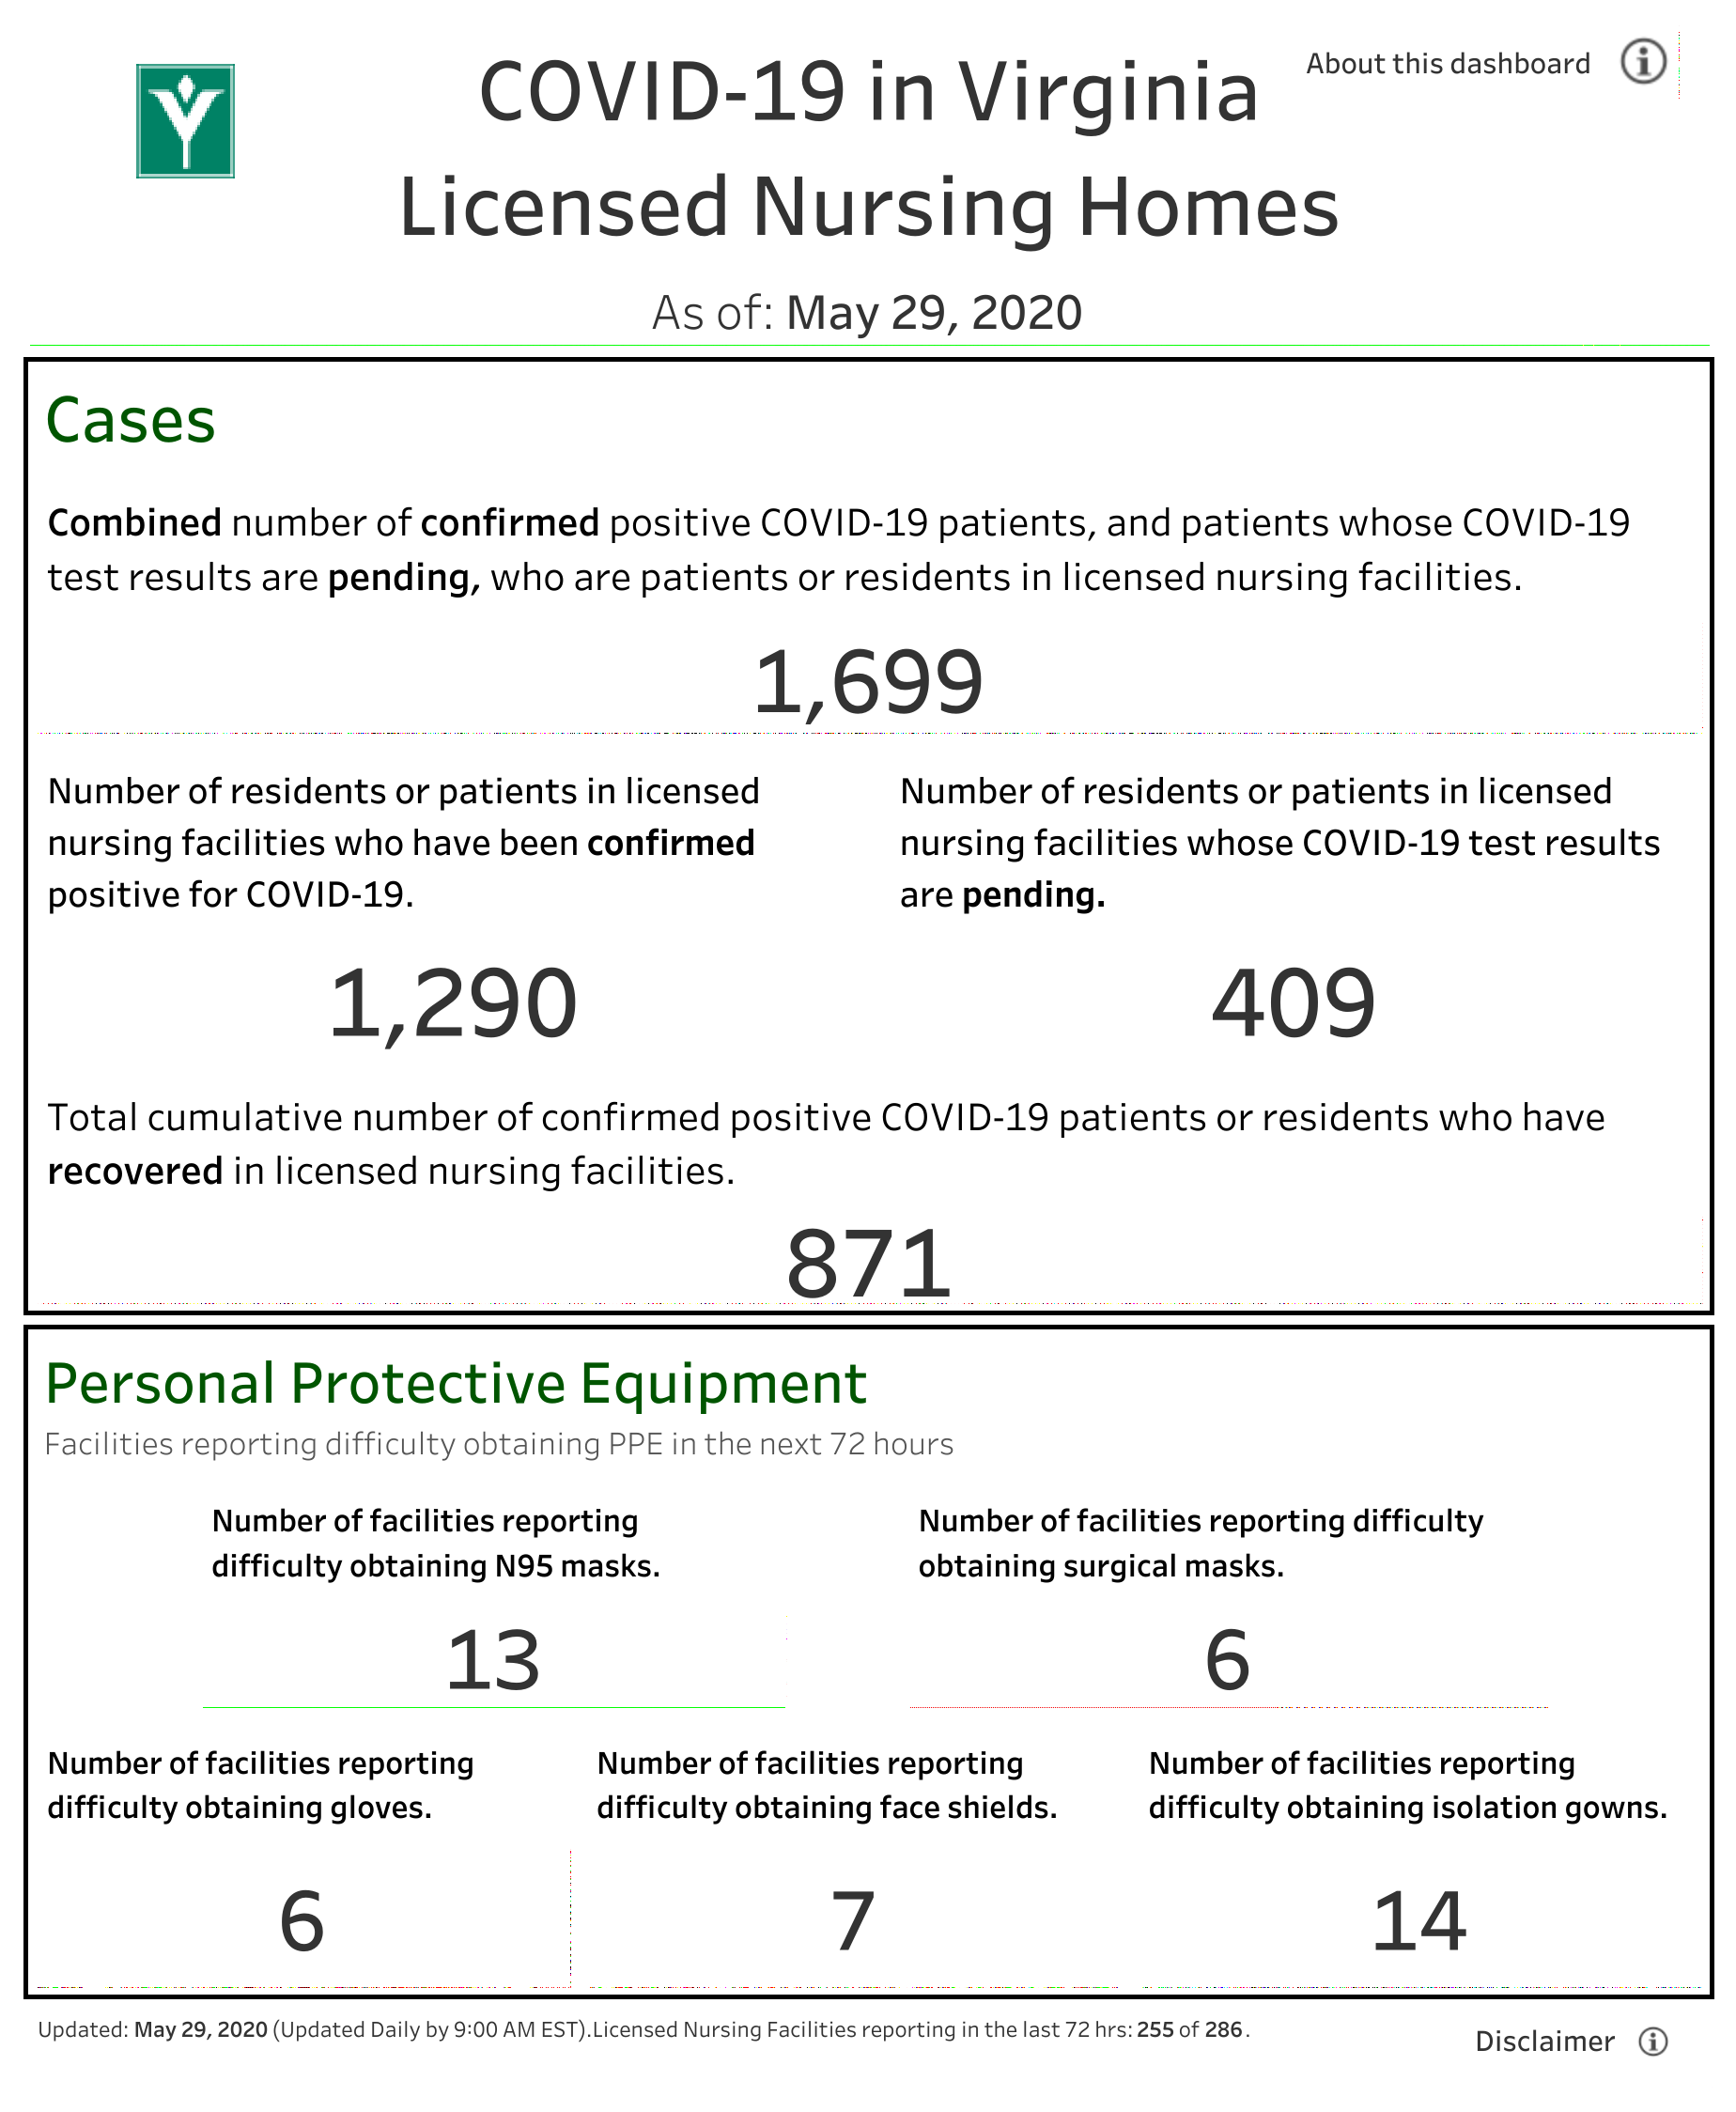 About this dashboard
COVID-19 in Virginia
Licensed Nursing Homes
As of: May 29, 2020
Cases
Combined number of confirmed positive COVID-19 patients, and patients whose COVID-19
test results are pending, who are patients or residents in licensed nursing facilities.
1,699
Number of residents or patients in licensed
nursing facilities who have been confirmed
positive for COVID-19.
1,290
Number of residents or patients in licensed
nursing facilities whose COVID-19 test results
are pending.
409
Total cumulative number of confirmed positive COVID-19 patients or residents who have
recovered in licensed nursing facilities.
871
Personal Protective Equipment
Facilities reporting difficulty obtaining PPE in the next 72 hours
Number of facilities reporting
difficulty obtaining N95 masks.
13
Number of facilities reporting difficulty
obtaining surgical masks.
6
Number of facilities reporting
difficulty obtaining gloves.
6
Number of facilities reporting
difficulty obtaining face shields.
7
Number of facilities reporting
difficulty obtaining isolation gowns.
14
Updated: May 29, 2020 (Updated Daily by 9:00 AM EST).Licensed Nursing Facilities reporting in the last 72 hrs: 255 of 286.
Disclaimer